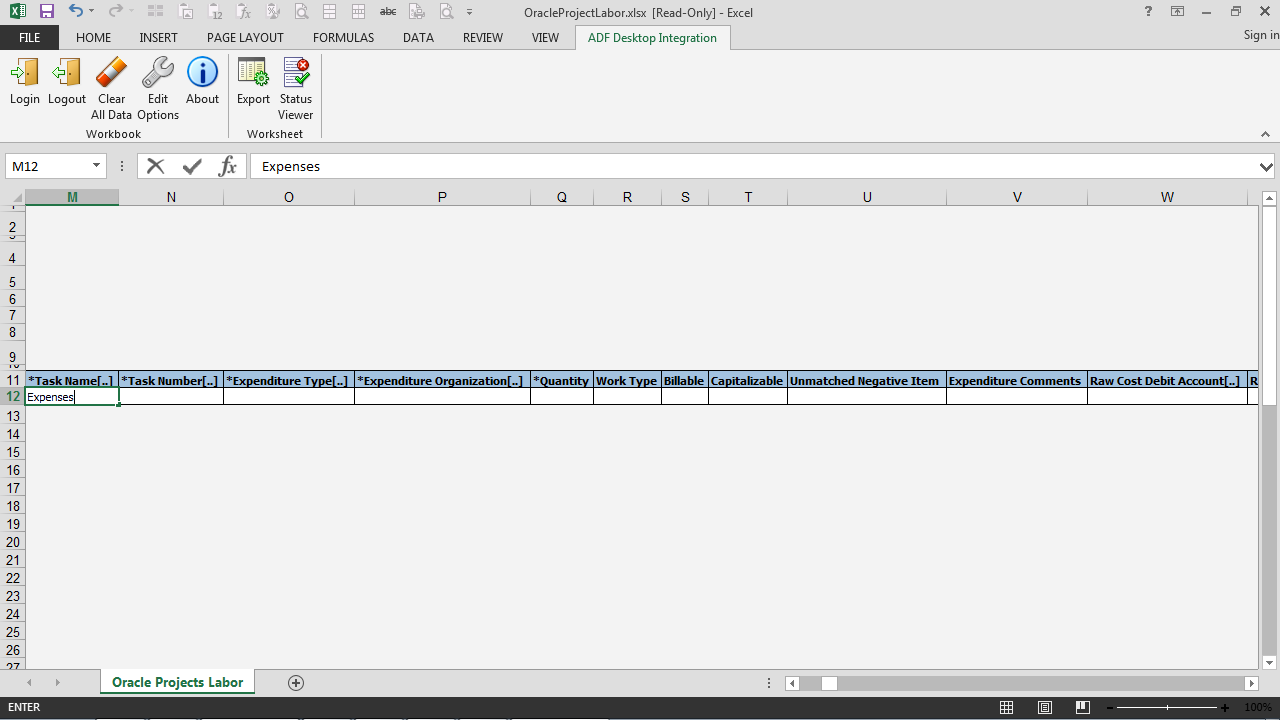 OracleProjectLabor.xlsx [Read-Only] - Excel
?
FILE HOME INSERT PAGE LAYOUT FORMULAS DATA REVIEW VIEW ADF Desktop Integration Sign in
Login Logout Clear All Data Edit Options About Export Status Viewer
Workbook Worksheet
M12 fx Expenses
M N O P Q R S T U V W
2
4
5
6
7
8
9
11 *Task Name[..] *Task Number[..] *Expenditure Type[..] *Expenditure Organization[..] *Quantity Work Type Billable Capitalizable Unmatched Negative Item Expenditure Comments Raw Cost Debit Account[..] R
12 Expenses
13
14
15
16
17
18
19
20
21
22
23
24
25
26
27
Oracle Projects Labor
ENTER 100%